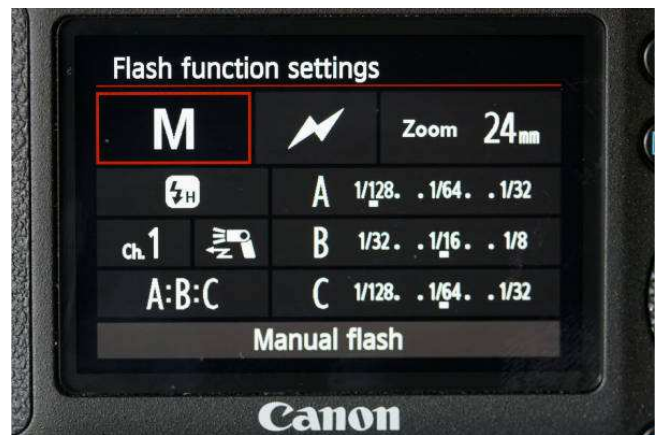 Flash function settings
M Zoom 24mm
H A 1/128. . 1/64. . 1/32
Ch.1 B 1/32. . 1/16. . 1/8
A:B:C C 1/128. . 1/64. . 1/32
Manual flash
Canon